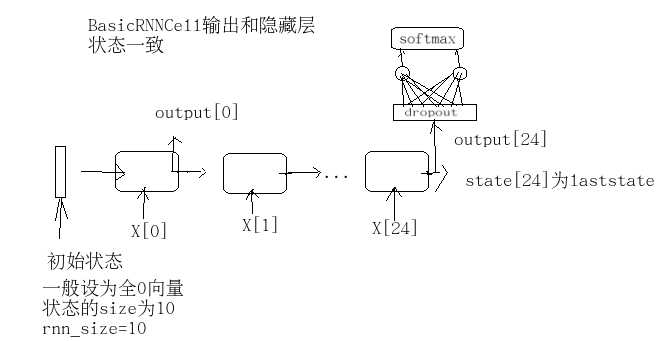 BasicRNNCell输出和隐藏层
状态一致
softmax
dropout
output[0]
output[24]
state[24]为laststate
...
X[0]
X[1]
X[24]
初始状态
一般设为全0向量
状态的size为10
rnn_size=10